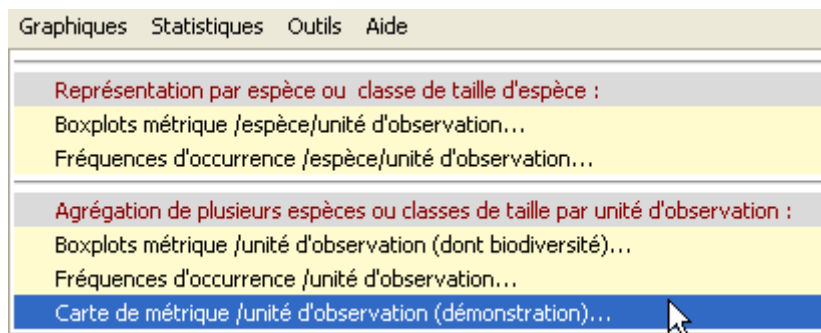 Graphiques Statistiques Outils Aide
Représentation par espèce ou classe de taille d'espèce :
Boxplots métrique /espèce/unité d'observation...
Fréquences d'occurrence /espèce/unité d'observation...
Agrégation de plusieurs espèces ou classes de taille par unité d'observation :
Boxplots métrique /unité d'observation (dont biodiversité)...
Fréquences d'occurrence /unité d'observation...
Carte de métrique /unité d'observation (démonstration)...